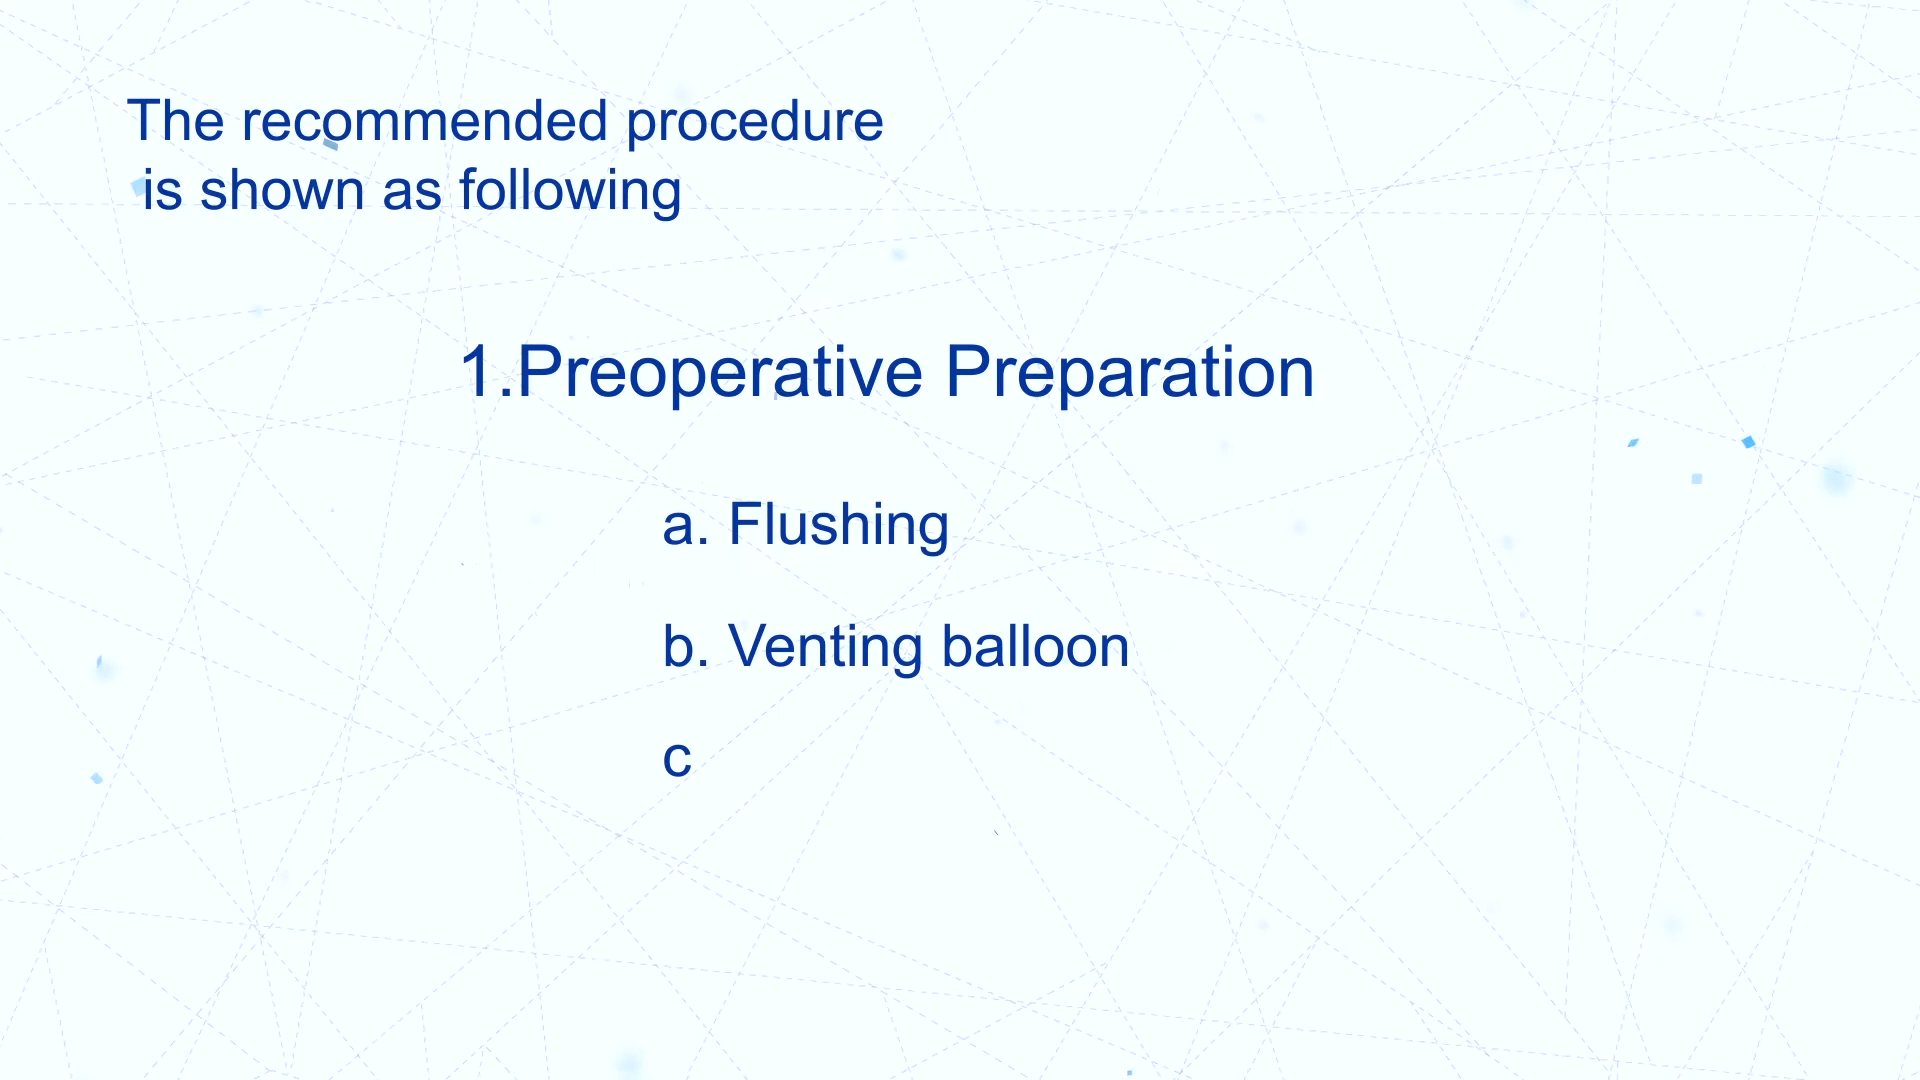 The recommended procedure
is shown as following
1.Preoperative Preparation
a. Flushing
b. Venting balloon
c